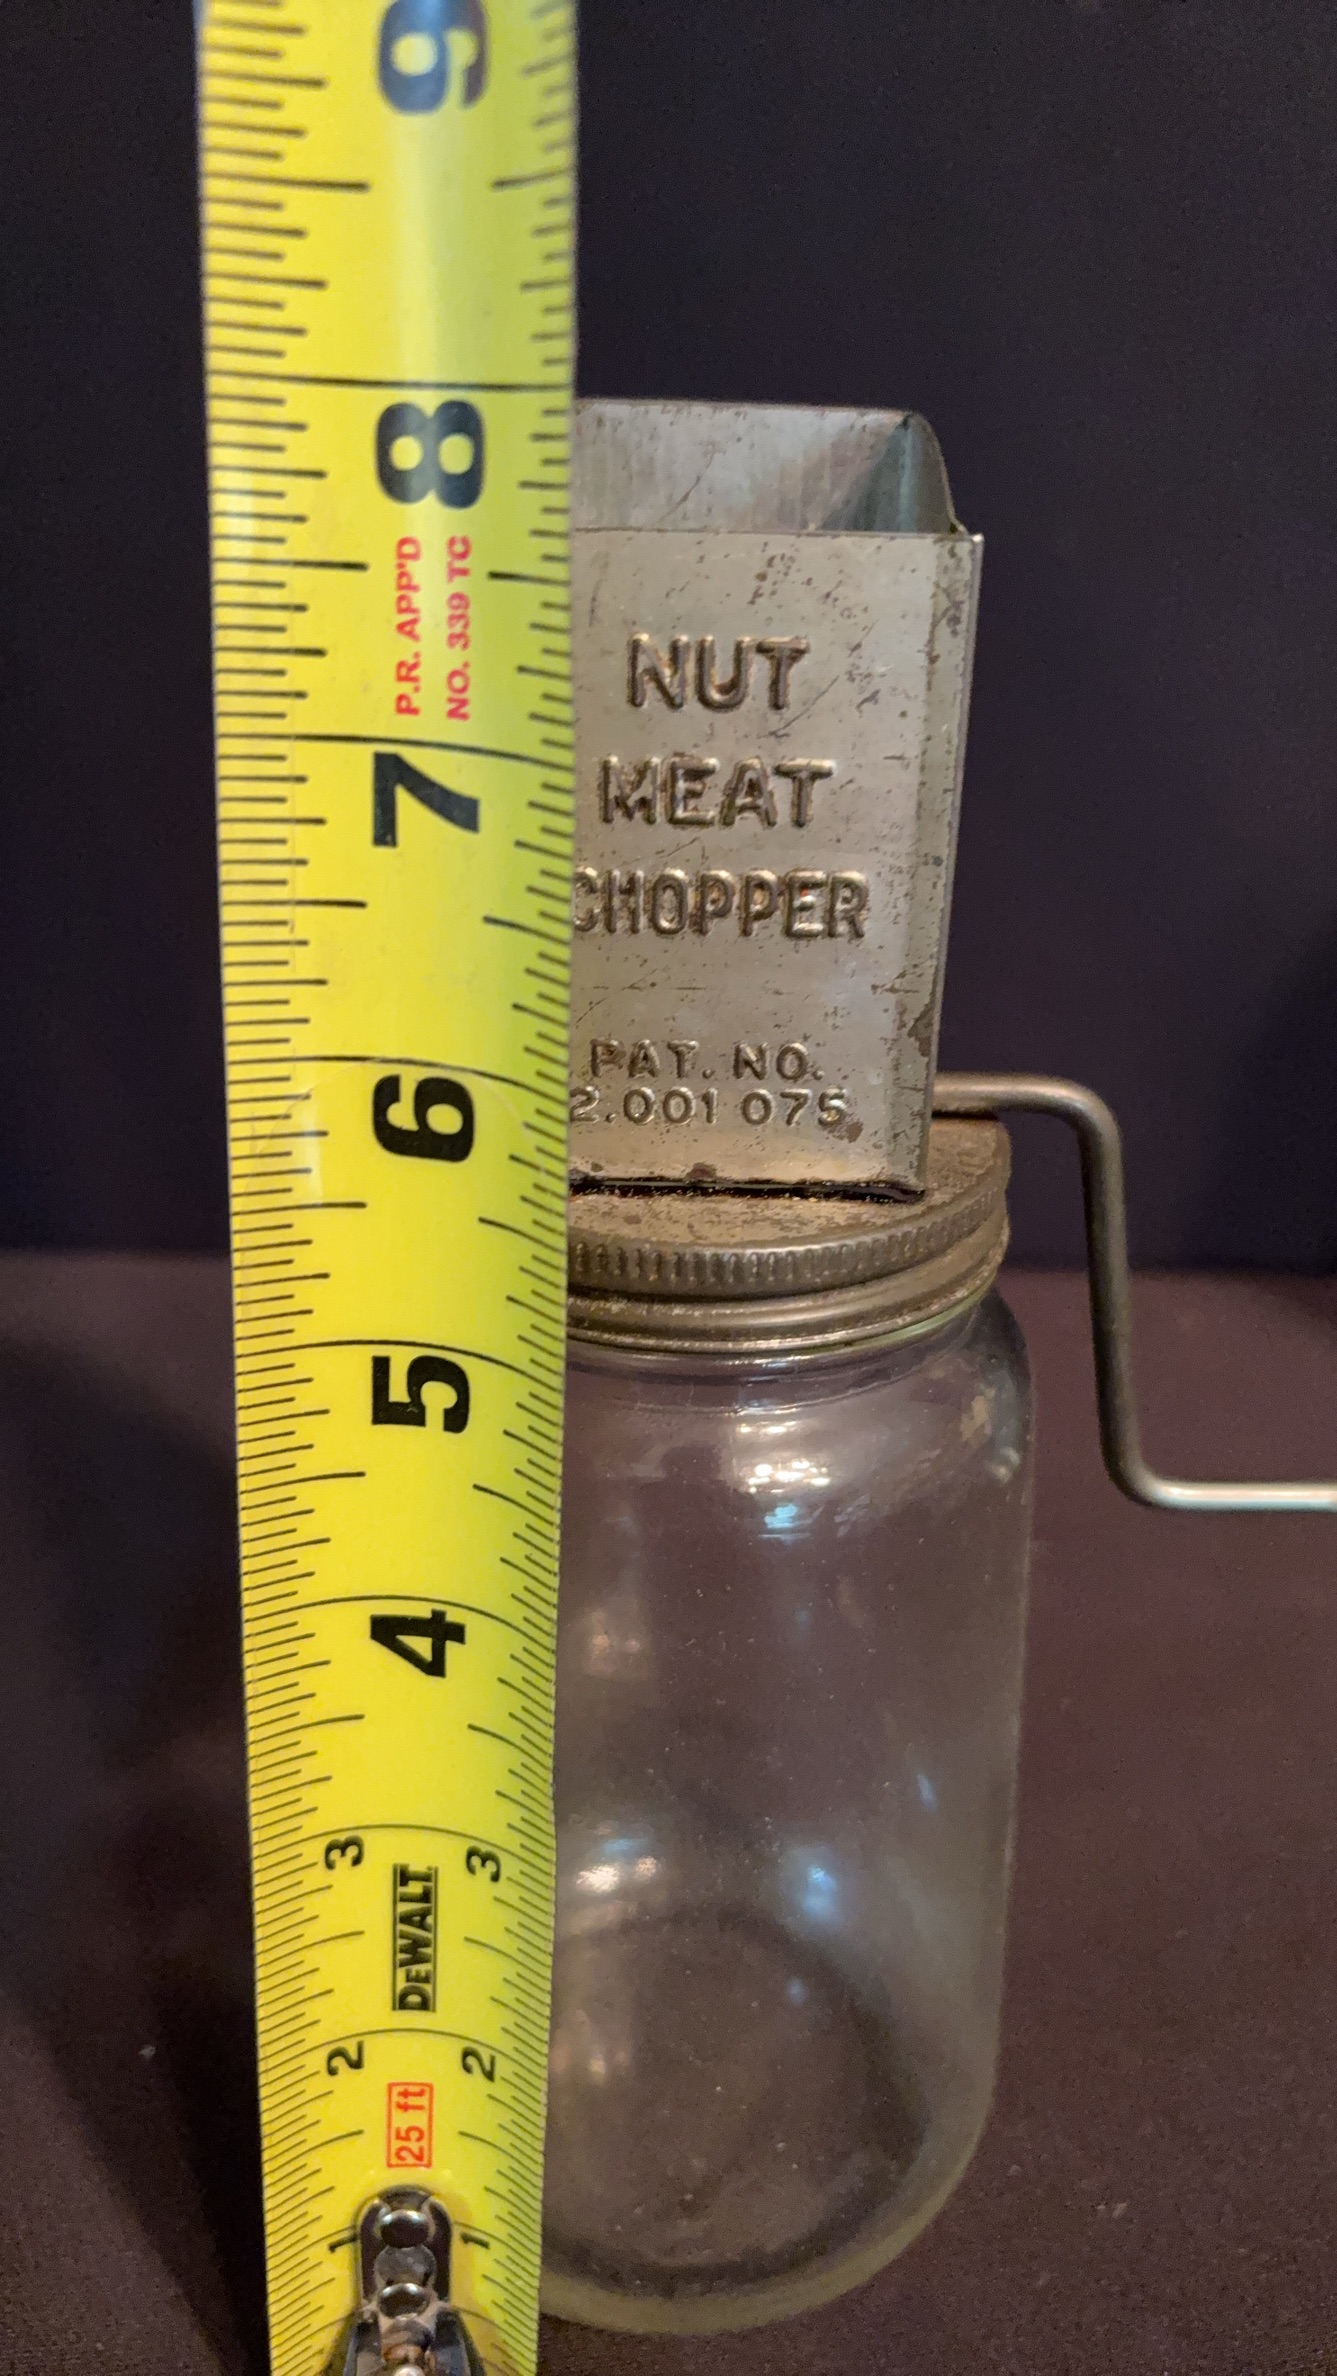 9
8
P.R. APP'D
NO. 339 TC
7
6
5
4
3 3
DEWALT
2 2
25 ft
1 1
NUT
MEAT
CHOPPER
PAT. NO.
2.001 075